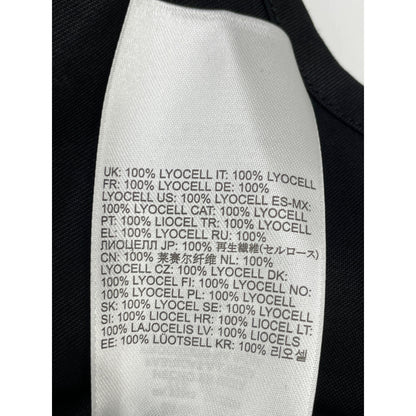 UK: 100% LYOCELL IT: 100% LYOCELL
FR: 100% LYOCELL DE: 100%
LYOCELL US: 100% LYOCELL ES-MX:
100% LYOCELL CAT: 100% LYOCELL
PT: 100% LIOCEL TR: 100% LYOCELL
EL: 100% LYOCELL RU: 100%
ЛИОЦЕЛЛ JP: 100% 再生繊維(セルロース)
CN: 100% 莱赛尔纤维 NL: 100%
LYOCELL CZ: 100% LYOCELL DK:
100% LYOCEL FI: 100% LYOCELL NO:
100% LYOCELL PL: 100% LYOCELL
SK: 100% LYOCELL SE: 100% LYOCELL
SI: 100% LIOCEL HR: 100% LIOCEL LT:
100% LAJOCELIS LV: 100% LIOCELS
EE: 100% LÜOTSELL KR: 100% 리오셀